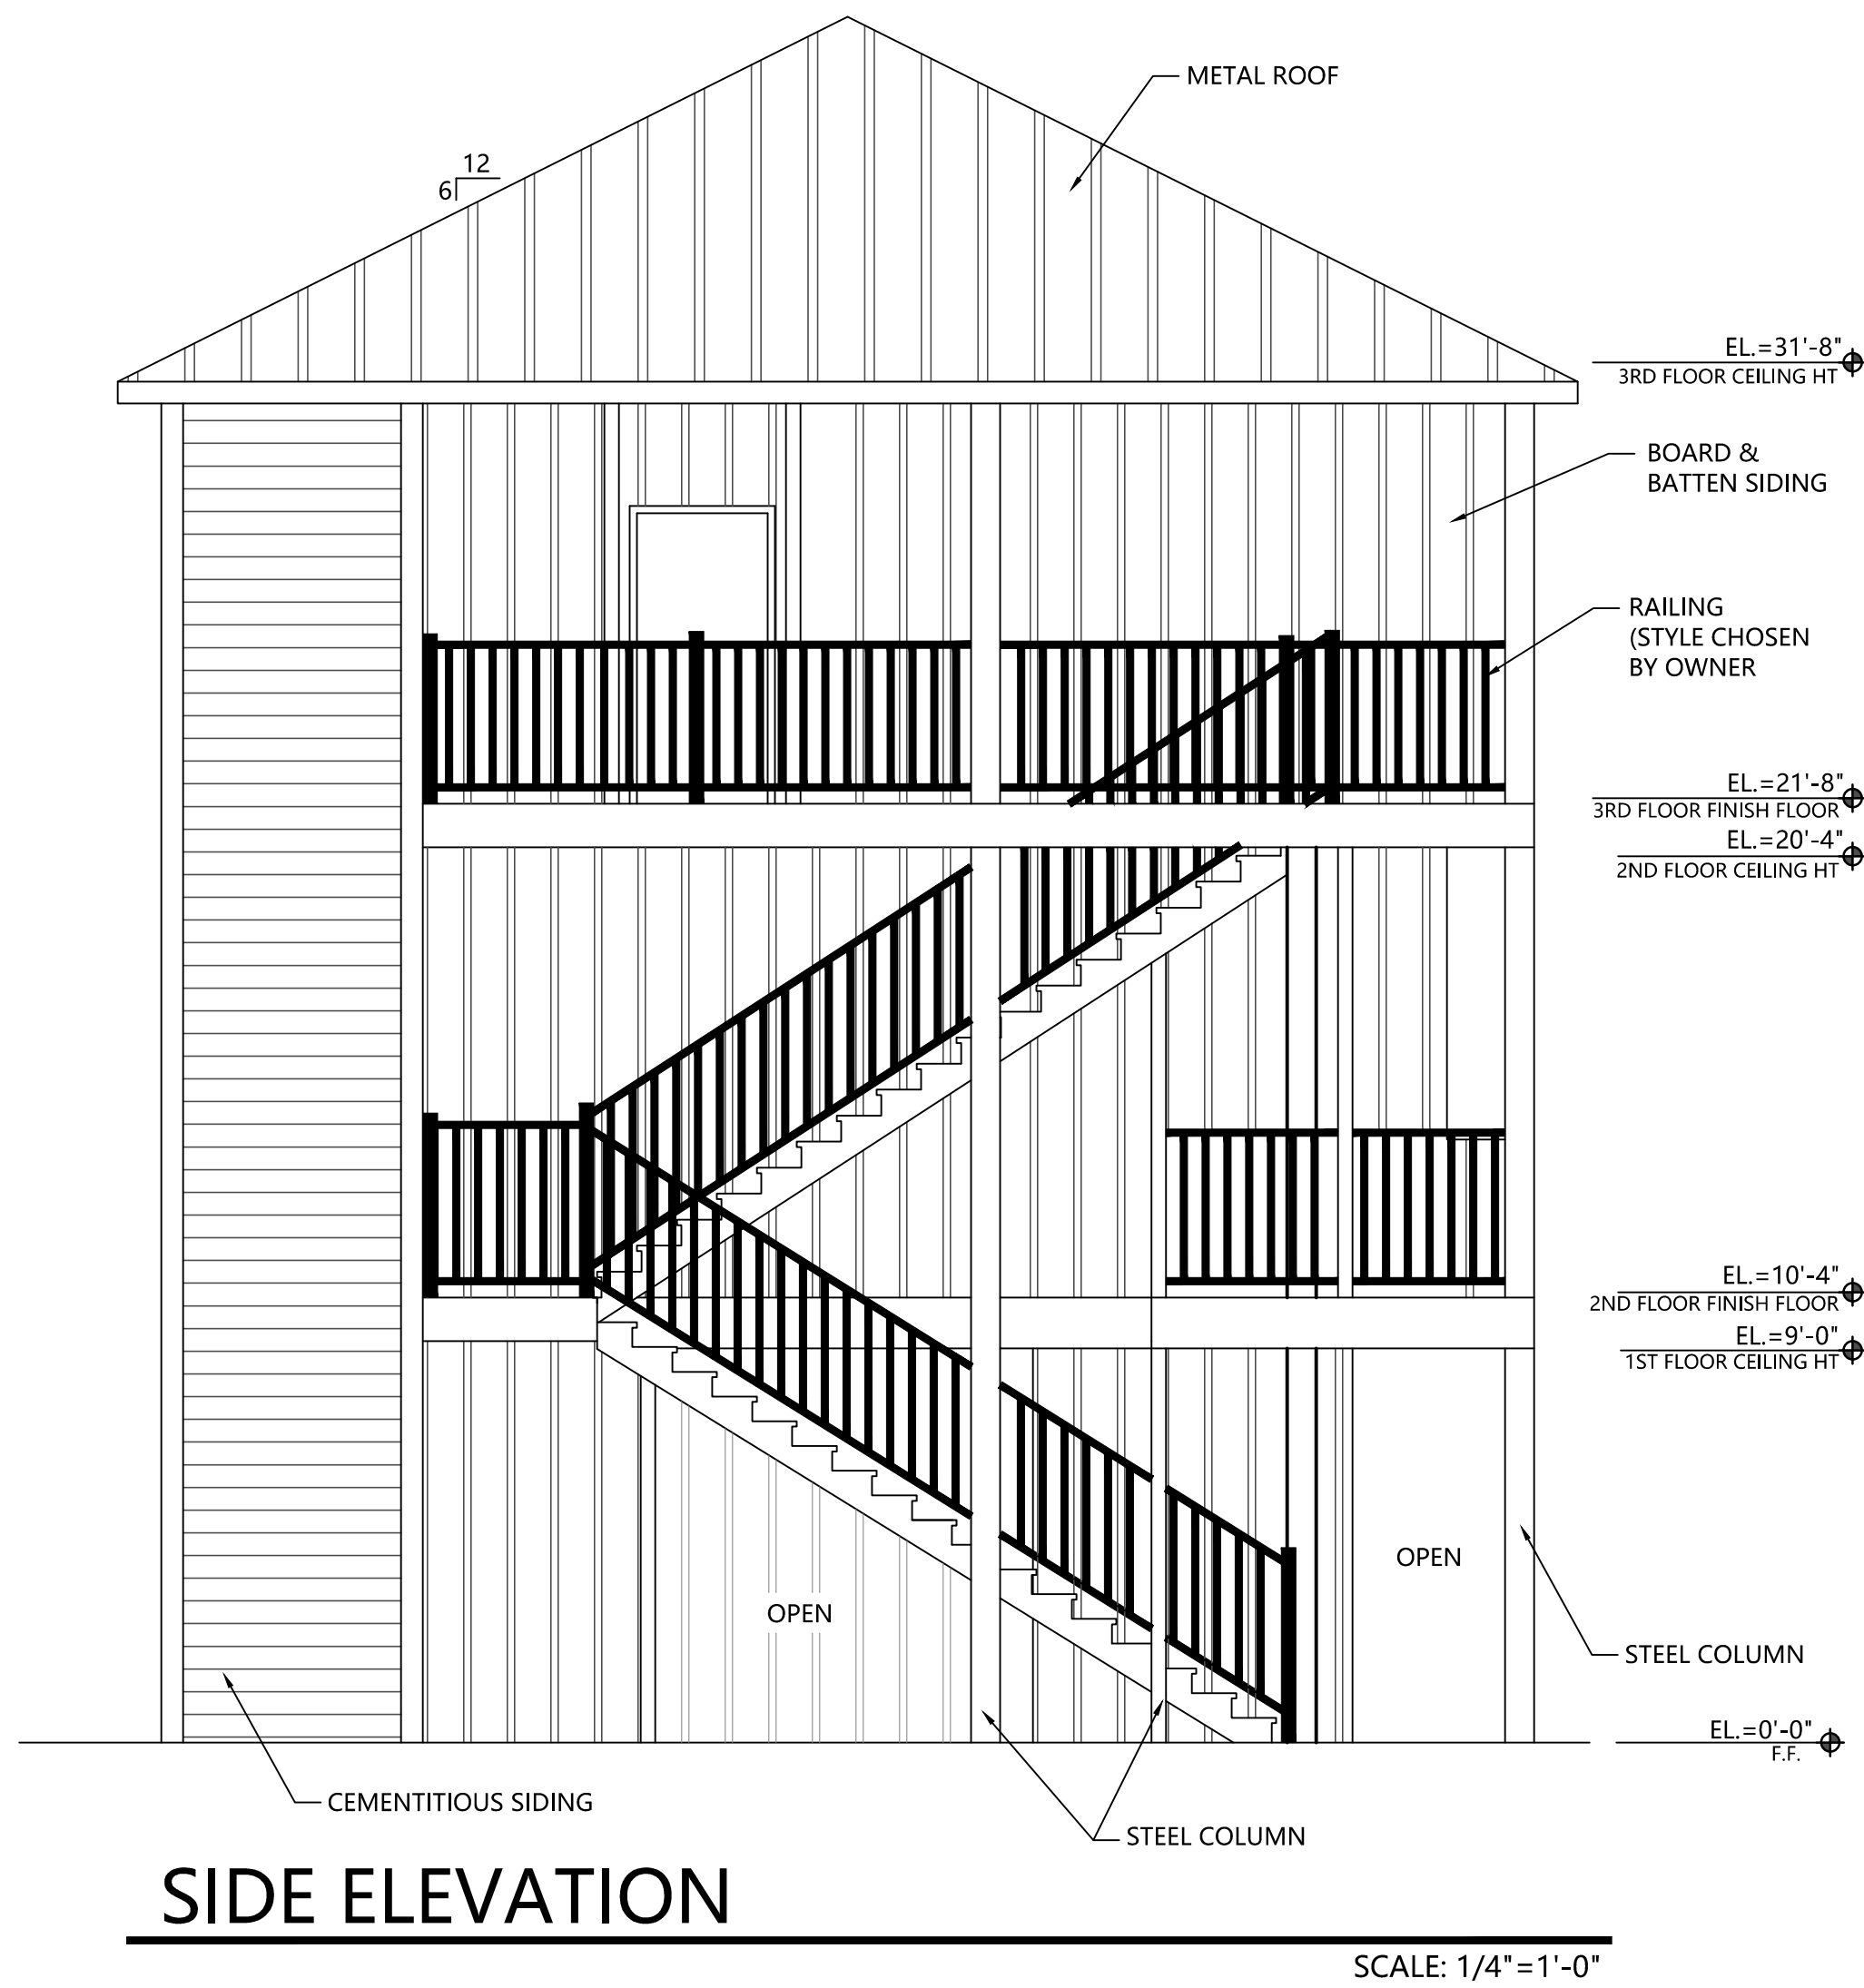 METAL ROOF
12
6
EL.=31'-8"
3RD FLOOR CEILING HT
BOARD &
BATTEN SIDING
RAILING
(STYLE CHOSEN
BY OWNER
EL.=21'-8"
3RD FLOOR FINISH FLOOR
EL.=20'-4"
2ND FLOOR CEILING HT
EL.=10'-4"
2ND FLOOR FINISH FLOOR
EL.=9'-0"
1ST FLOOR CEILING HT
OPEN
OPEN
STEEL COLUMN
EL.=0'-0"
F.F.
CEMENTITIOUS SIDING
STEEL COLUMN
SIDE ELEVATION
SCALE: 1/4"=1'-0"